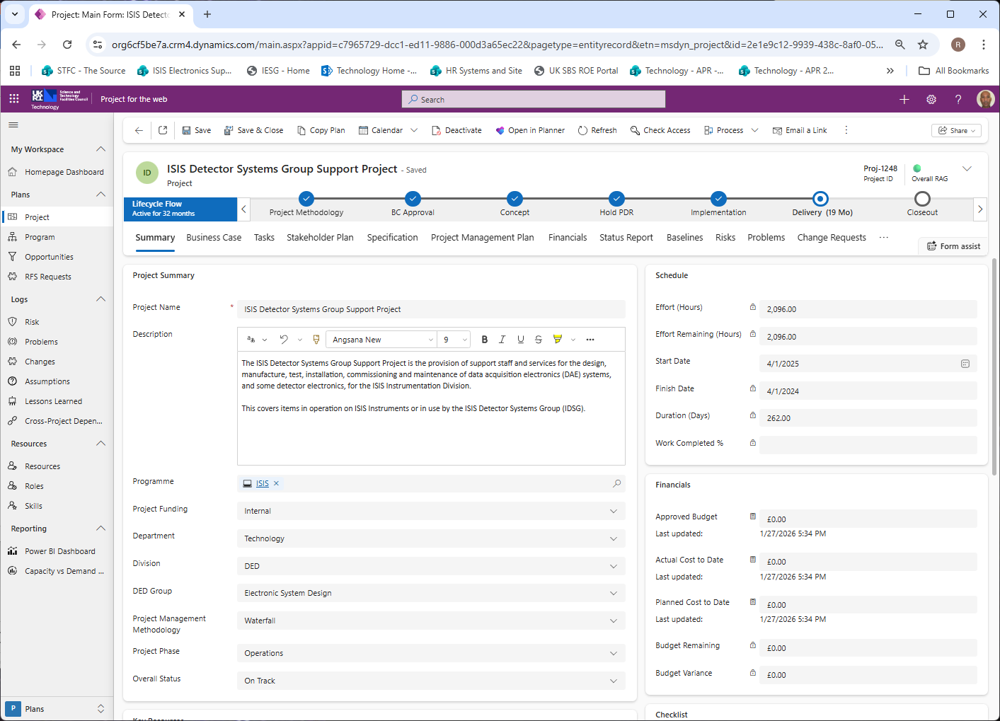 Project: Main Form: ISIS Detect
org6cf5be7a.crm4.dynamics.com/main.aspx?appid=c7965729-dcc1-ed11-9886-000d3a65ec22&pagetype=entityrecord&etn=msdyn_project&id=2e1e9c12-9939-438c-8af0-05...
R
STFC - The Source
ISIS Electronics Sup...
IESG - Home
Technology Home -...
HR Systems and Site
UK SBS ROE Portal
Technology - APR -...
Technology - APR 2...
All Bookmarks
UKRI
Science and Technology Facilities Council
Technology
Project for the web
Search
Save
Save & Close
Copy Plan
Calendar
Deactivate
Open in Planner
Refresh
Check Access
Process
Email a Link
Share
My Workspace
Homepage Dashboard
Plans
Project
Program
Opportunities
RFS Requests
Logs
Risk
Problems
Changes
Assumptions
Lessons Learned
Cross-Project Depen...
Resources
Resources
Roles
Skills
Reporting
Power BI Dashboard
Capacity vs Demand ...
P
Plans
ID
ISIS Detector Systems Group Support Project - Saved
Project
Proj-1248
Project ID
Overall RAG
Lifecycle Flow
Active for 32 months
Project Methodology
BC Approval
Concept
Hold PDR
Implementation
Delivery (19 Mo)
Closeout
Summary
Business Case
Tasks
Stakeholder Plan
Specification
Project Management Plan
Financials
Status Report
Baselines
Risks
Problems
Change Requests
Form assist
Project Summary
Project Name *
ISIS Detector Systems Group Support Project
Description
Angsana New
9
B I U S
The ISIS Detector Systems Group Support Project is the provision of support staff and services for the design,
manufacture, test, installation, commissioning and maintenance of data acquisition electronics (DAE) systems,
and some detector electronics, for the ISIS Instrumentation Division.
This covers items in operation on ISIS Instruments or in use by the ISIS Detector Systems Group (IDSG).
Programme
ISIS
Project Funding
Internal
Department
Technology
Division
DED
DED Group
Electronic System Design
Project Management
Methodology
Waterfall
Project Phase
Operations
Overall Status
On Track
Schedule
Effort (Hours)
2,096.00
Effort Remaining (Hours)
2,096.00
Start Date
4/1/2025
Finish Date
4/1/2024
Duration (Days)
262.00
Work Completed %
Financials
Approved Budget
£0.00
Last updated:
1/27/2026 5:34 PM
Actual Cost to Date
£0.00
Last updated:
1/27/2026 5:34 PM
Planned Cost to Date
£0.00
Last updated:
1/27/2026 5:34 PM
Budget Remaining
£0.00
Budget Variance
£0.00
Checklist